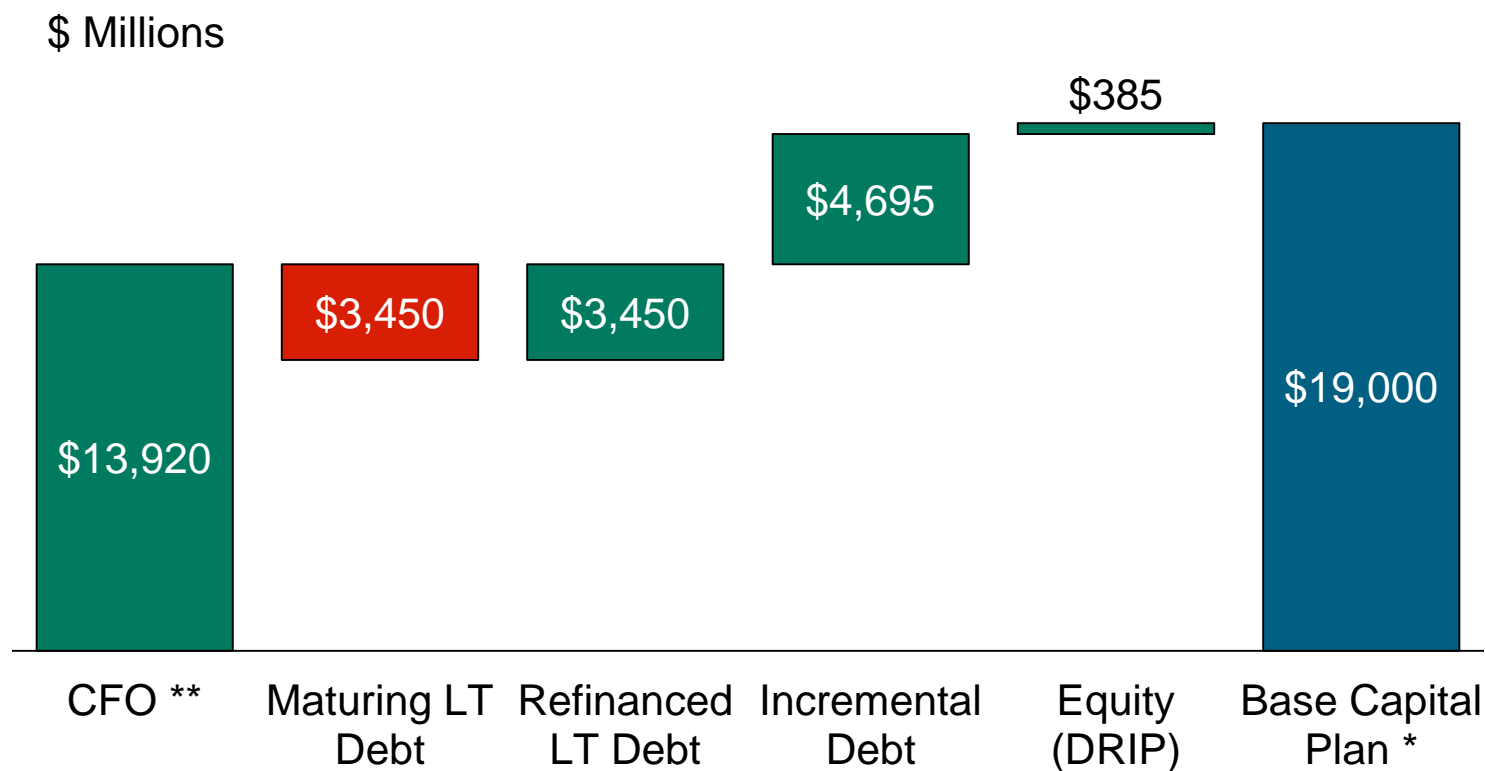 $ Millions
$385
$4,695
$3,450
$3,450
$19,000
$13,920
CFO **
Maturing LT
Debt
Refinanced
LT Debt
Incremental
Debt
Equity
(DRIP)
Base Capital
Plan *